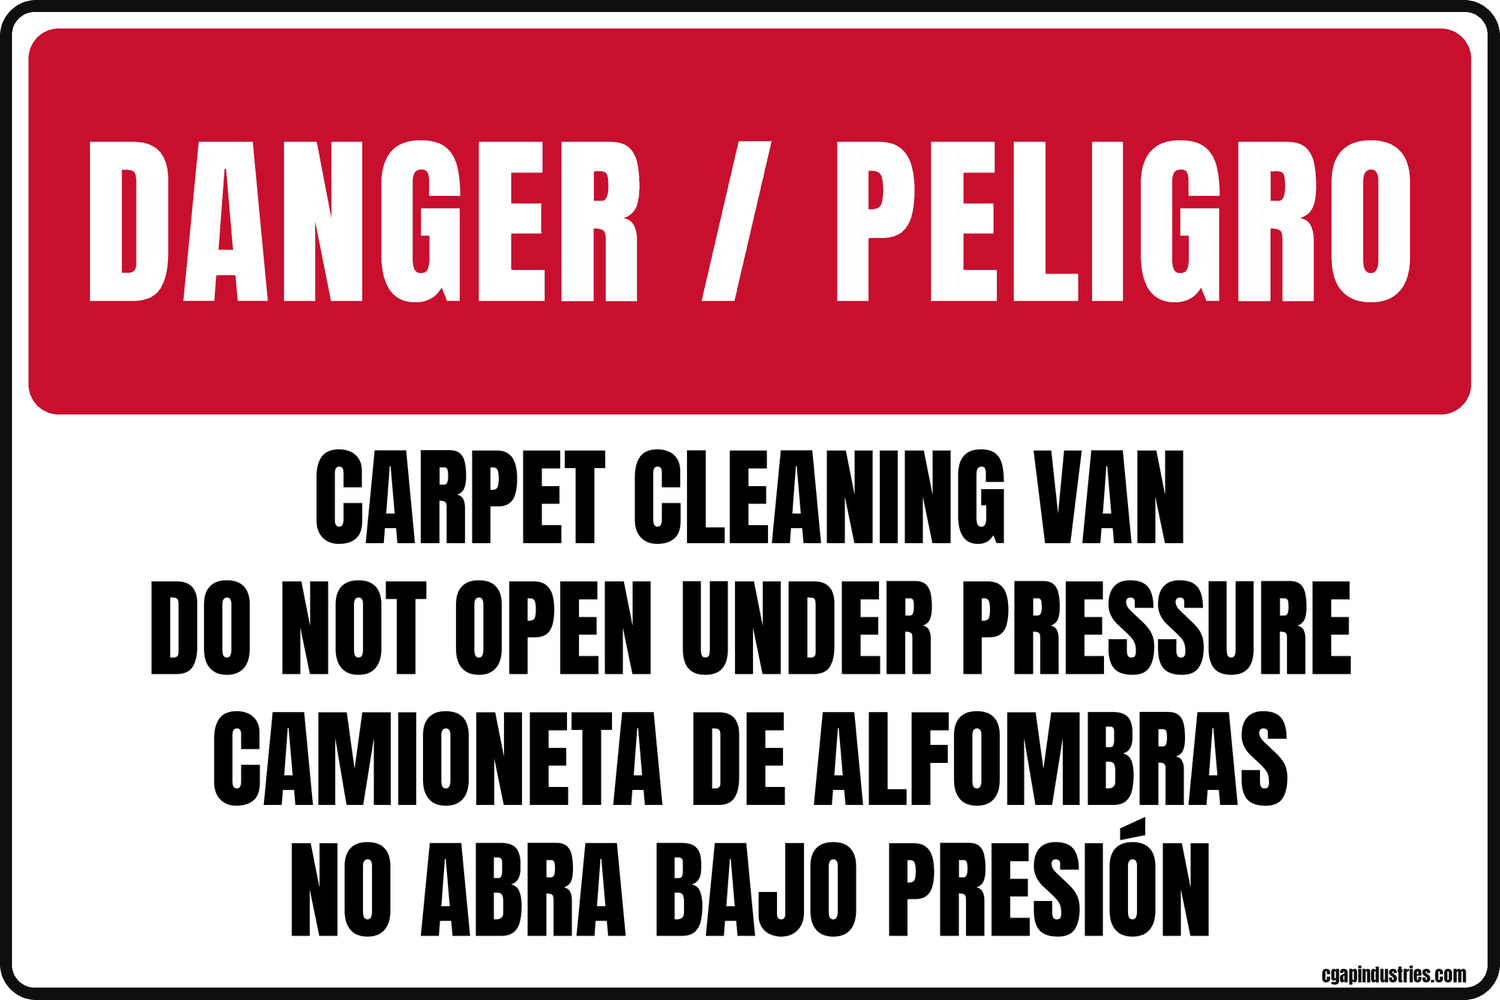 DANGER / PELIGRO
CARPET CLEANING VAN
DO NOT OPEN UNDER PRESSURE
CAMIONETA DE ALFOMBRAS
NO ABRA BAJO PRESIÓN
cgapindustries.com